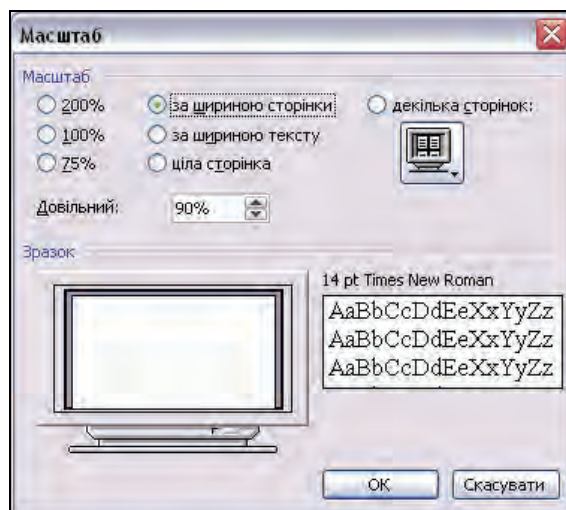 Масштаб
Масштаб
200%
за шириною сторінки
декілька сторінок:
100%
за шириною тексту
75%
ціла сторінка
Довільний:
90%
Зразок
14 pt Times New Roman
AaBbCcDdEeXxYyZz
AaBbCcDdEeXxYyZz
AaBbCcDdEeXxYyZz
ОК
Скасувати